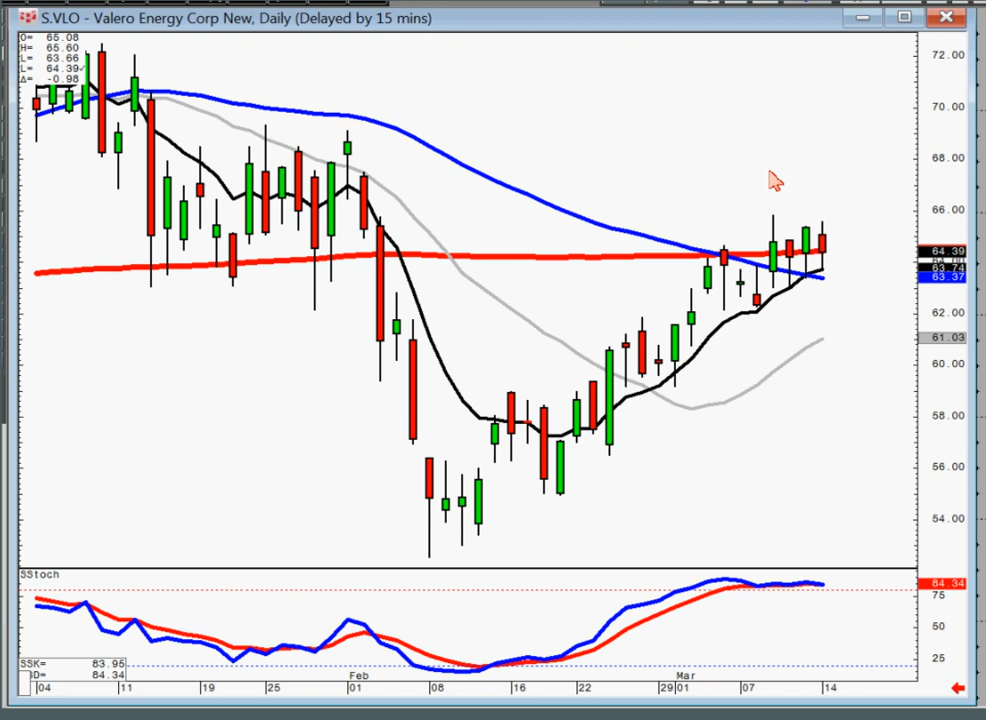 S.VLO - Valero Energy Corp New, Daily (Delayed by 15 mins)
O= 65.08
H= 65.60
L= 63.66
L= 64.39
Δ= -0.98
72.00
70.00
68.00
66.00
64.39
63.74
63.37
62.00
61.03
60.00
58.00
56.00
54.00
SStoch
84.34
75
50
25
SSK= 83.95
SD= 84.34
Feb Mar
04 11 19 25 01 08 16 22 29 01 07 14